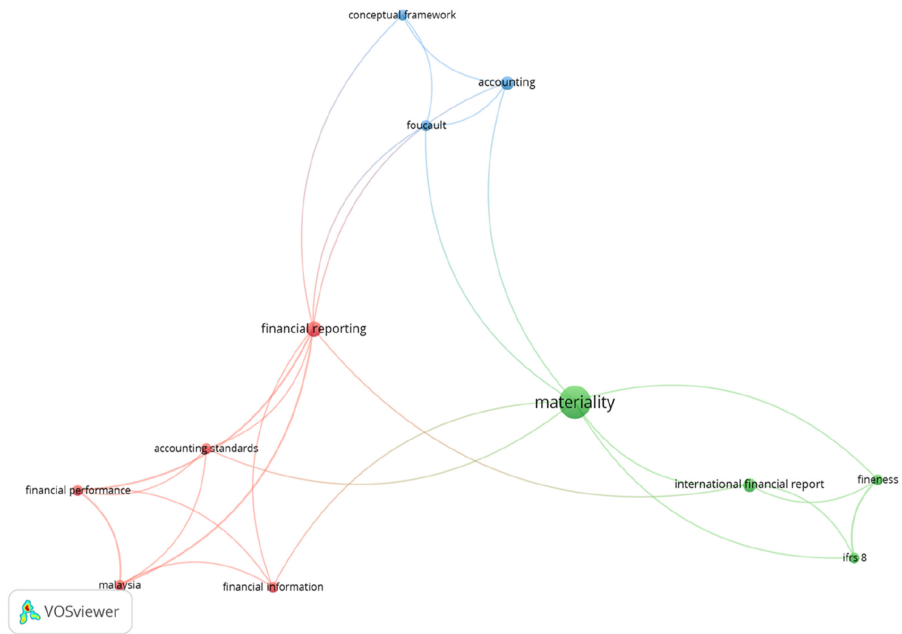 conceptual framework
accounting
foucault
financial reporting
materiality
accounting standards
international financial report
fineness
financial performance
ifrs 8
malaysia
financial information
VOSviewer